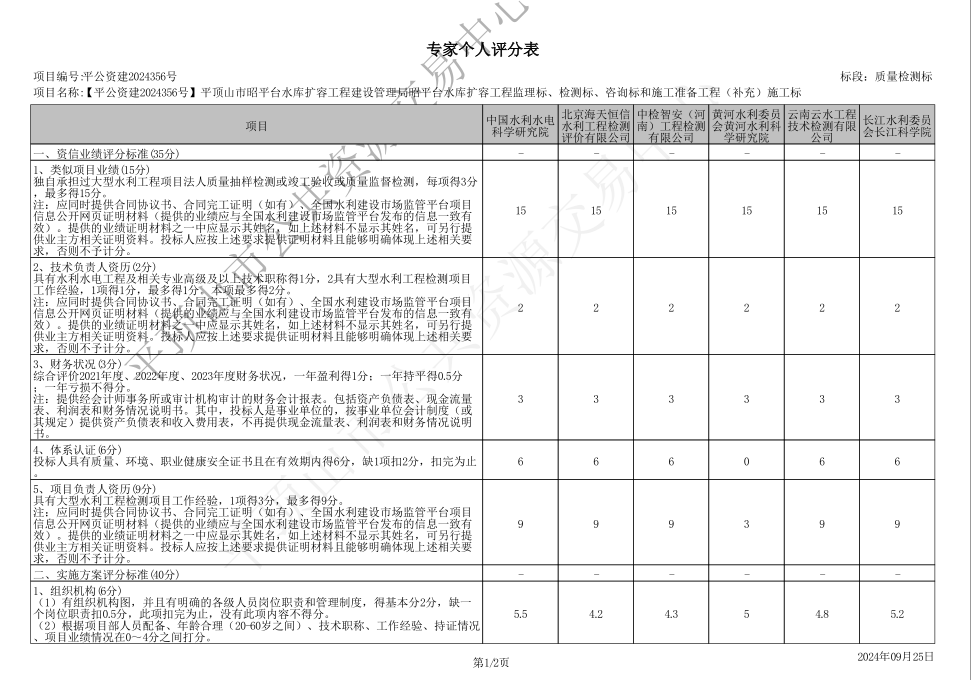 专家个人评分表
项目编号:平公资建2024356号 标段：质量检测标
项目名称:【平公资建2024356号】平顶山市昭平台水库扩容工程建设管理局昭平台水库扩容工程监理标、检测标、咨询标和施工准备工程（补充）施工标
项目 中国水利水电科学研究院 北京海天恒信水利工程检测评价有限公司 中检智安（河南）工程检测有限公司 黄河水利委员会黄河水利科学研究院 云南云水工程技术检测有限公司 长江水利委员会长江科学院
一、资信业绩评分标准(35分) － － － － － －
1、类似项目业绩(15分)
独自承担过大型水利工程项目法人质量抽样检测或竣工验收或质量监督检测，每项得3分
，最多得15分。
注：应同时提供合同协议书、合同完工证明（如有）、全国水利建设市场监管平台项目
信息公开网页证明材料（提供的业绩应与全国水利建设市场监管平台发布的信息一致有
效）。提供的业绩证明材料之一中应显示其姓名，如上述材料不显示其姓名，可另行提
供业主方相关证明资料。投标人应按上述要求提供证明材料且能够明确体现上述相关要
求，否则不予计分。
15 15 15 15 15 15
2、技术负责人资历(2分)
具有水利水电工程及相关专业高级及以上技术职称得1分，2具有大型水利工程检测项目
工作经验，1项得1分，最多得1分。本项最多得2分。
注：应同时提供合同协议书、合同完工证明（如有）、全国水利建设市场监管平台项目
信息公开网页证明材料（提供的业绩应与全国水利建设市场监管平台发布的信息一致有
效）。提供的业绩证明材料之一中应显示其姓名，如上述材料不显示其姓名，可另行提
供业主方相关证明资料。投标人应按上述要求提供证明材料且能够明确体现上述相关要
求，否则不予计分。
2 2 2 2 2 2
3、财务状况(3分)
综合评价2021年度、2022年度、2023年度财务状况，一年盈利得1分；一年持平得0.5分
；一年亏损不得分。
注：提供经会计师事务所或审计机构审计的财务会计报表。包括资产负债表、现金流量
表、利润表和财务情况说明书。其中，投标人是事业单位的，按事业单位会计制度（或
其规定）提供资产负债表和收入费用表，不再提供现金流量表、利润表和财务情况说明
书。
3 3 3 3 3 3
4、体系认证(6分)
投标人具有质量、环境、职业健康安全证书且在有效期内得6分，缺1项扣2分，扣完为止
。
6 6 6 0 6 6
5、项目负责人资历(9分)
具有大型水利工程检测项目工作经验，1项得3分，最多得9分。
注：应同时提供合同协议书、合同完工证明（如有）、全国水利建设市场监管平台项目
信息公开网页证明材料（提供的业绩应与全国水利建设市场监管平台发布的信息一致有
效）。提供的业绩证明材料之一中应显示其姓名，如上述材料不显示其姓名，可另行提
供业主方相关证明资料。投标人应按上述要求提供证明材料且能够明确体现上述相关要
求，否则不予计分。
9 9 9 3 9 9
二、实施方案评分标准(40分) － － － － － －
1、组织机构(6分)
（1）有组织机构图，并且有明确的各级人员岗位职责和管理制度，得基本分2分，缺一
个岗位职责扣0.5分，此项扣完为止，没有此项内容不得分。
（2）根据项目部人员配备、年龄合理（20-60岁之间）、技术职称、工作经验、持证情况
、项目业绩情况在0～4分之间打分。
5.5 4.2 4.3 5 4.8 5.2
第1/2页
2024年09月25日
平顶山市公共资源交易中心
平顶山市公共资源交易中